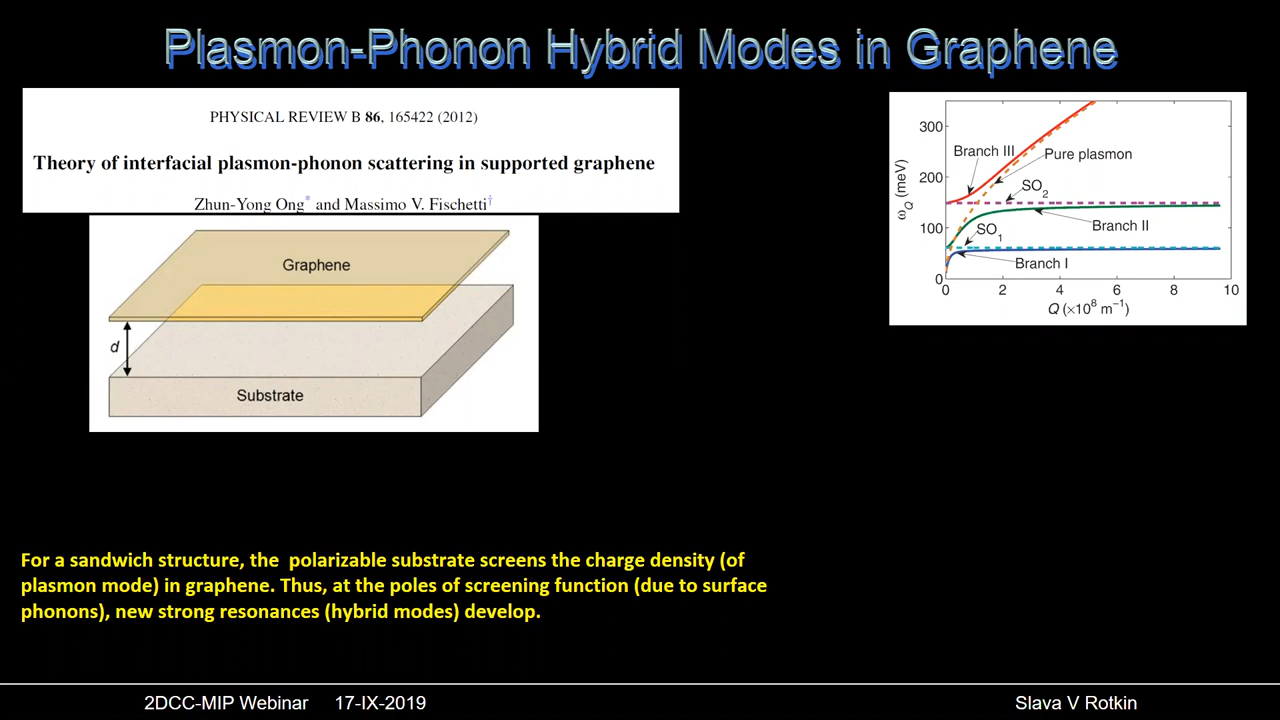 Plasmon-Phonon Hybrid Modes in Graphene
PHYSICAL REVIEW B 86, 165422 (2012)
Theory of interfacial plasmon-phonon scattering in supported graphene
Zhun-Yong Ong* and Massimo V. Fischetti†
Graphene
d
Substrate
300
200
100
0
ωQ (meV)
Branch III
Pure plasmon
SO2
Branch II
SO1
Branch I
0 2 4 6 8 10
Q (×10⁸ m⁻¹)
For a sandwich structure, the polarizable substrate screens the charge density (of
plasmon mode) in graphene. Thus, at the poles of screening function (due to surface
phonons), new strong resonances (hybrid modes) develop.
2DCC-MIP Webinar 17-IX-2019
Slava V Rotkin